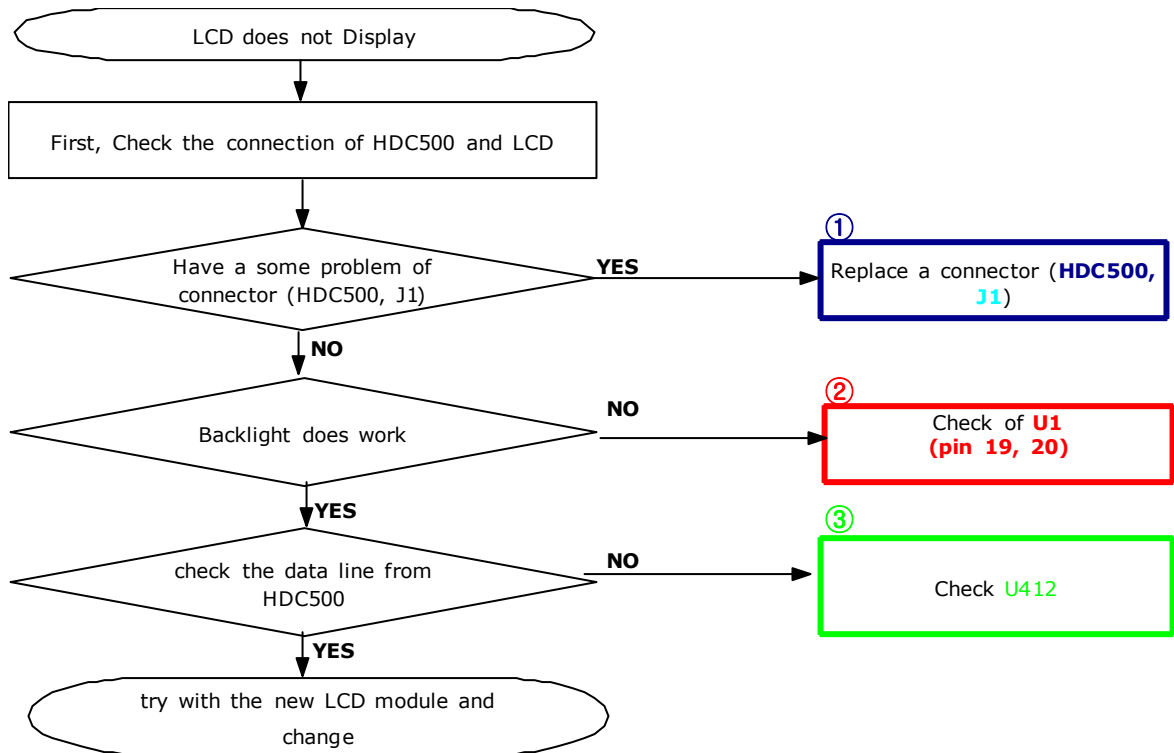 LCD does not Display
First, Check the connection of HDC500 and LCD
Have a some problem of
connector (HDC500, J1)
YES
①
Replace a connector (HDC500,
J1)
NO
Backlight does work
NO
②
Check of U1
(pin 19, 20)
YES
check the data line from
HDC500
NO
③
Check U412
YES
try with the new LCD module and
change